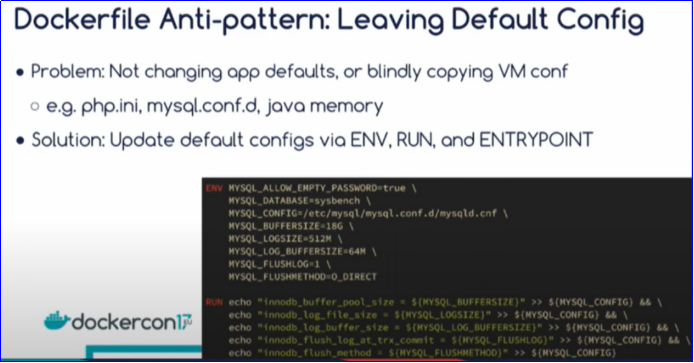 Dockerfile Anti-pattern: Leaving Default Config
• Problem: Not changing app defaults, or blindly copying VM conf
○ e.g. php.ini, mysql.conf.d, java memory
• Solution: Update default configs via ENV, RUN, and ENTRYPOINT
ENV MYSQL_ALLOW_EMPTY_PASSWORD=true \
MYSQL_DATABASE=sysbench \
MYSQL_CONFIG=/etc/mysql/mysql.conf.d/mysqld.cnf \
MYSQL_BUFFERSIZE=18G \
MYSQL_LOGSIZE=512M \
MYSQL_LOG_BUFFERSIZE=64M \
MYSQL_FLUSHLOG=1 \
MYSQL_FLUSHMETHOD=O_DIRECT
RUN echo "innodb_buffer_pool_size = ${MYSQL_BUFFERSIZE}" >> ${MYSQL_CONFIG} && \
echo "innodb_log_file_size = ${MYSQL_LOGSIZE}" >> ${MYSQL_CONFIG} && \
echo "innodb_log_buffer_size = ${MYSQL_LOG_BUFFERSIZE}" >> ${MYSQL_CONFIG} && \
echo "innodb_flush_log_at_trx_commit = ${MYSQL_FLUSHLOG}" >> ${MYSQL_CONFIG} && \
echo "innodb_flush_method = ${MYSQL_FLUSHMETHOD}" >> ${MYSQL_CONFIG}
dockercon17